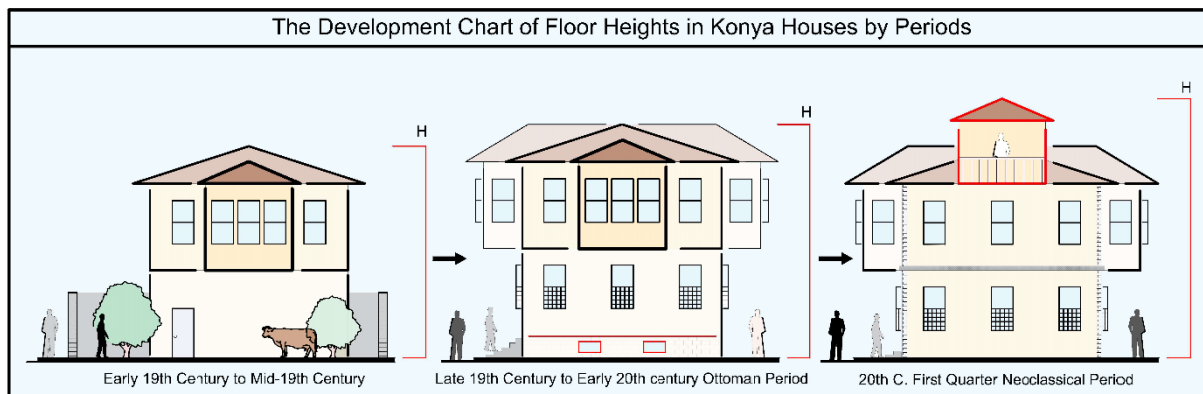 The Development Chart of Floor Heights in Konya Houses by Periods
H
H
H
Early 19th Century to Mid-19th Century
Late 19th Century to Early 20th century Ottoman Period
20th C. First Quarter Neoclassical Period